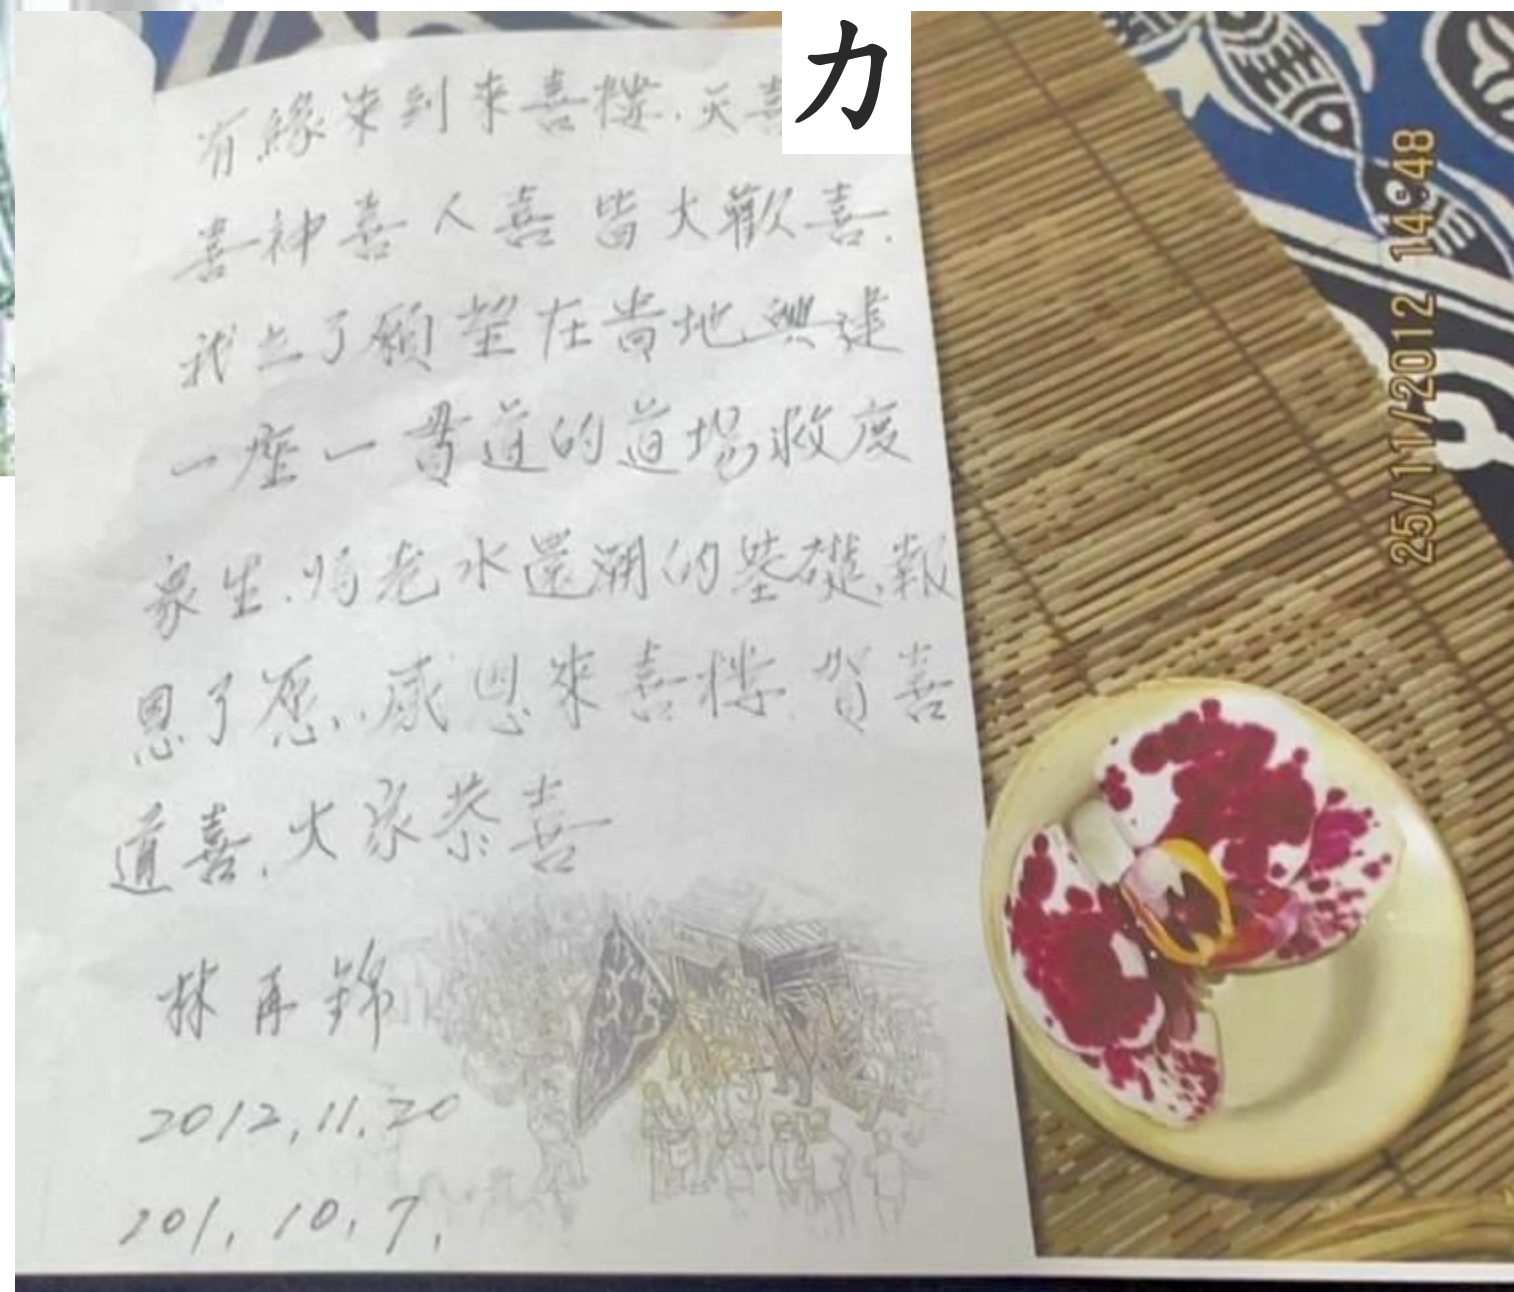 力
有緣來到來喜樓.天喜
喜神喜人喜皆大歡喜.
我立了願望在貴地興建
一座一貫道的道場救度
眾生.為老水還潮的基礎.報
恩了愿..感恩來喜樓.賀喜
道喜.大家恭喜
林再錦
2012.11.20
101.10.7.
25/11/2012 14:48